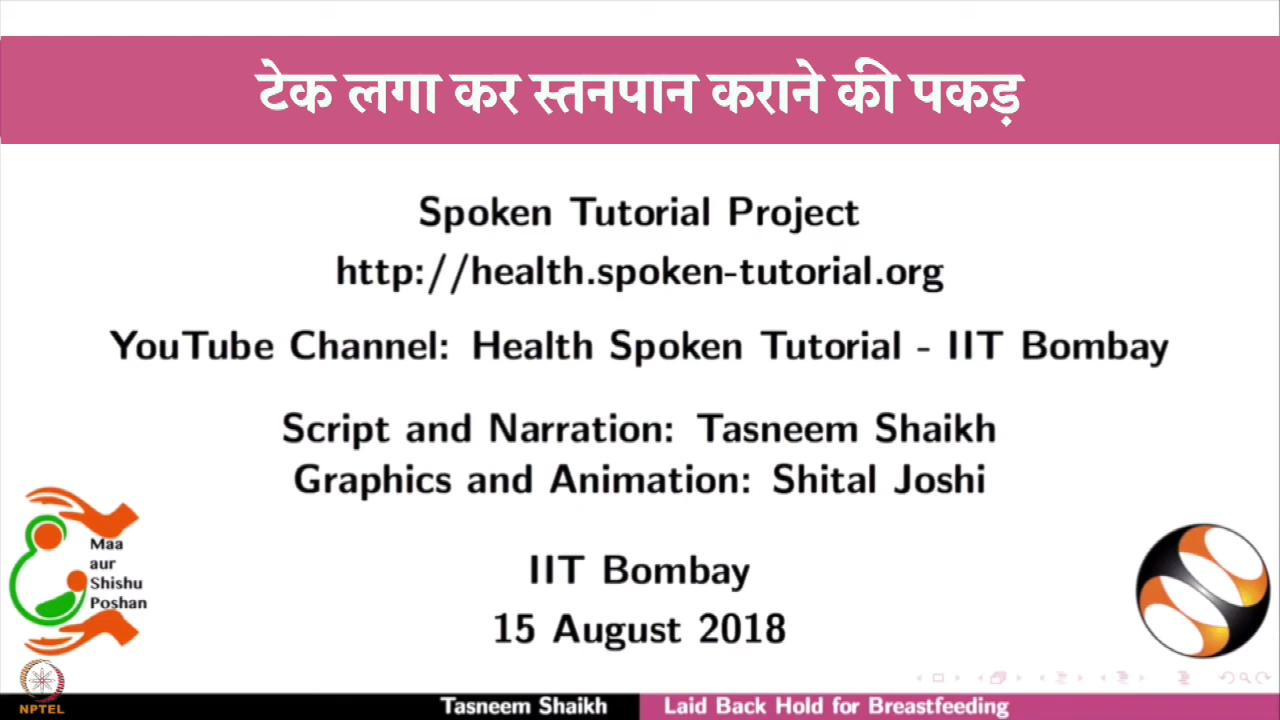 टेक लगा कर स्तनपान कराने की पकड़
Spoken Tutorial Project
http://health.spoken-tutorial.org
YouTube Channel: Health Spoken Tutorial - IIT Bombay
Script and Narration: Tasneem Shaikh
Graphics and Animation: Shital Joshi
Maa
aur
Shishu
Poshan
IIT Bombay
15 August 2018
NPTEL
Tasneem Shaikh
Laid Back Hold for Breastfeeding